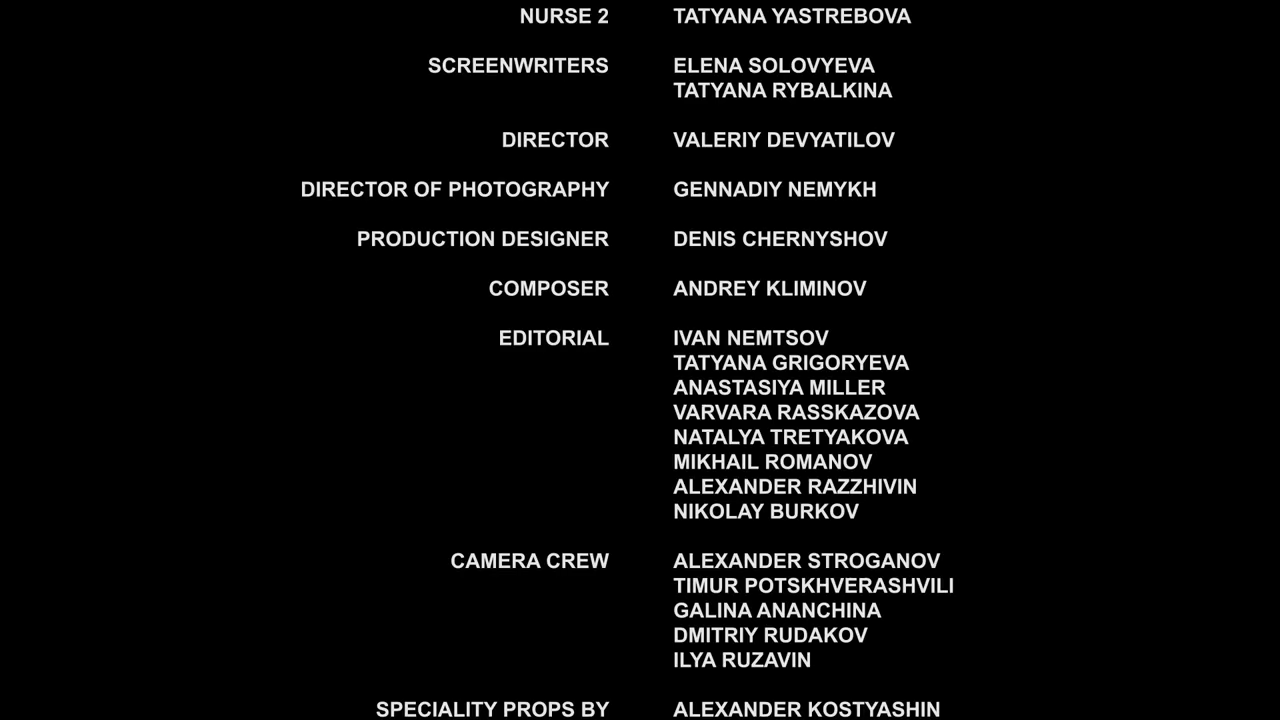 NURSE 2 TATYANA YASTREBOVA
SCREENWRITERS ELENA SOLOVYEVA
TATYANA RYBALKINA
DIRECTOR VALERIY DEVYATILOV
DIRECTOR OF PHOTOGRAPHY GENNADIY NEMYKH
PRODUCTION DESIGNER DENIS CHERNYSHOV
COMPOSER ANDREY KLIMINOV
EDITORIAL IVAN NEMTSOV
TATYANA GRIGORYEVA
ANASTASIYA MILLER
VARVARA RASSKAZOVA
NATALYA TRETYAKOVA
MIKHAIL ROMANOV
ALEXANDER RAZZHIVIN
NIKOLAY BURKOV
CAMERA CREW ALEXANDER STROGANOV
TIMUR POTSKHVERASHVILI
GALINA ANANCHINA
DMITRIY RUDAKOV
ILYA RUZAVIN
SPECIALITY PROPS BY ALEXANDER KOSTYASHIN